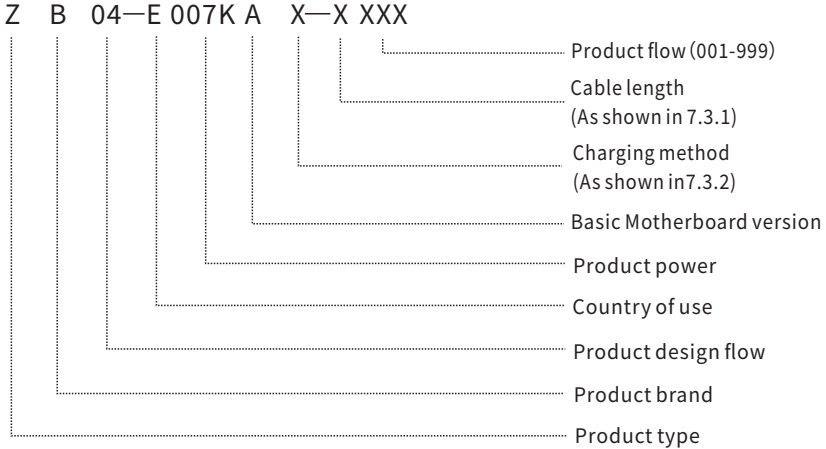 Z B 04—E 007K A X—X XXX
Product flow (001-999)
Cable length
(As shown in 7.3.1)
Charging method
(As shown in7.3.2)
Basic Motherboard version
Product power
Country of use
Product design flow
Product brand
Product type